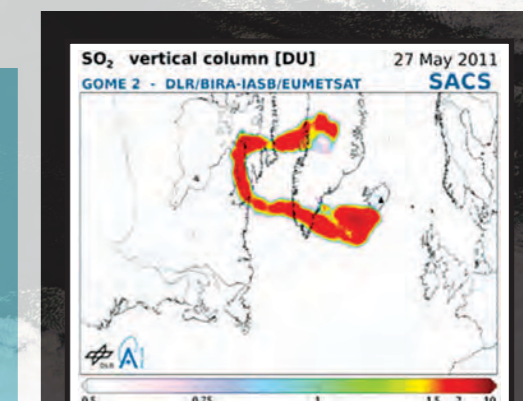 SO₂ vertical column [DU] 27 May 2011
GOME 2 - DLR/BIRA-IASB/EUMETSAT SACS
DLR
0.5 0.75 1 1.5 2 10